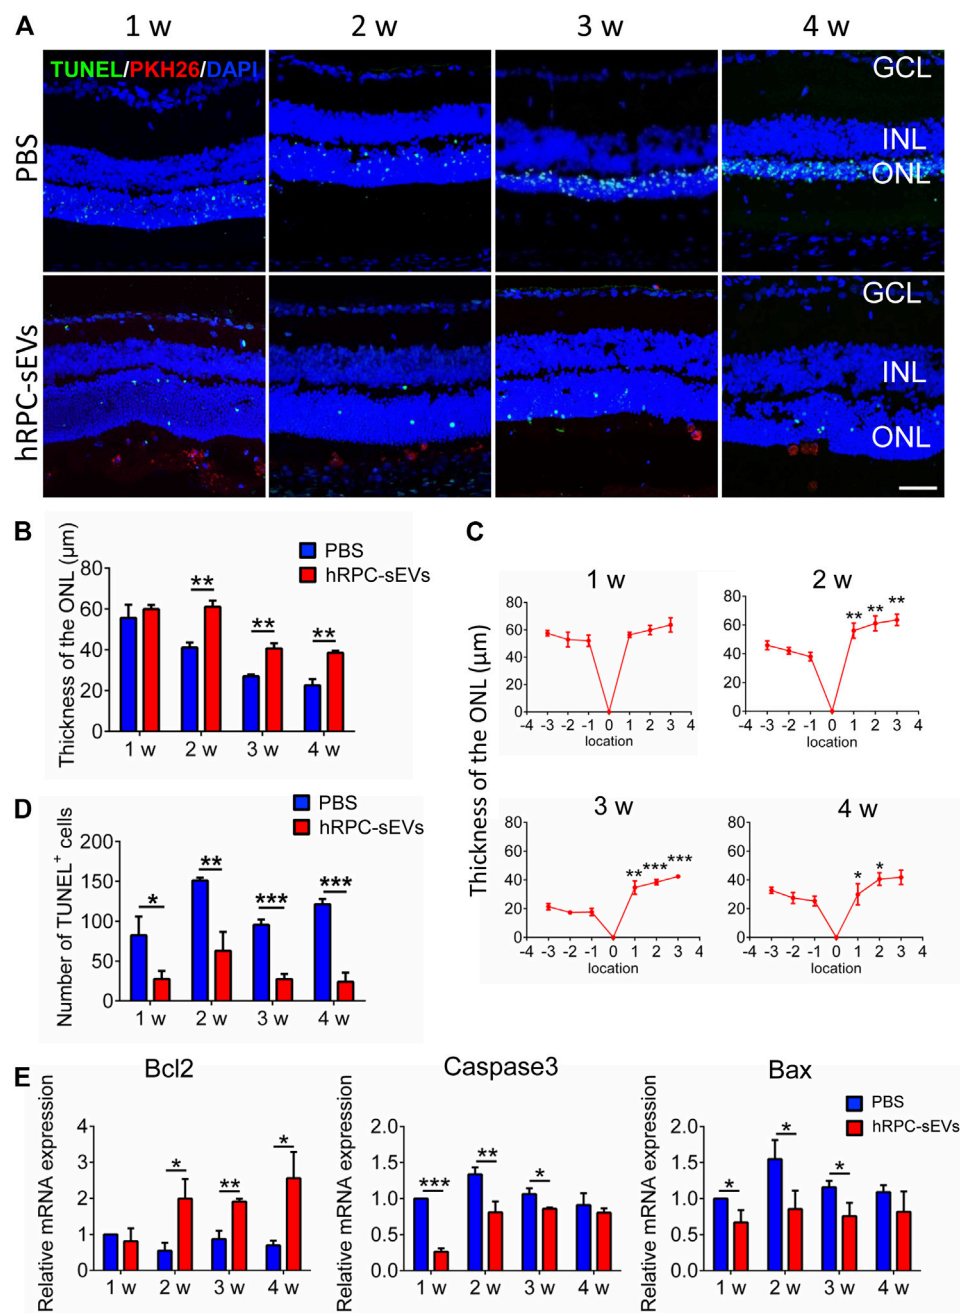 A
1 w 2 w 3 w 4 w
PBS
TUNEL/PKH26/DAPI
GCL
INL
ONL
hRPC-sEVs
GCL
INL
ONL
B
Thickness of the ONL (μm)
PBS
hRPC-sEVs
80
60
40
20
0
** ** **
1 w 2 w 3 w 4 w
C
Thickness of the ONL (μm)
1 w
80
60
40
20
0
-4 -3 -2 -1 0 1 2 3 4
location
2 w
80
60
40
20
0
** ** **
-4 -3 -2 -1 0 1 2 3 4
location
3 w
80
60
40
20
0
** *** ***
-4 -3 -2 -1 0 1 2 3 4
location
4 w
80
60
40
20
0
* *
-4 -3 -2 -1 0 1 2 3 4
location
D
Number of TUNEL+ cells
PBS
hRPC-sEVs
200
150
100
50
0
* ** *** ***
1 w 2 w 3 w 4 w
E
Bcl2
Relative mRNA expression
4
3
2
1
0
* ** *
1 w 2 w 3 w 4 w
Caspase3
Relative mRNA expression
2.0
1.5
1.0
0.5
0.0
*** ** *
1 w 2 w 3 w 4 w
Bax
Relative mRNA expression
PBS
hRPC-sEVs
2.0
1.5
1.0
0.5
0.0
* * *
1 w 2 w 3 w 4 w